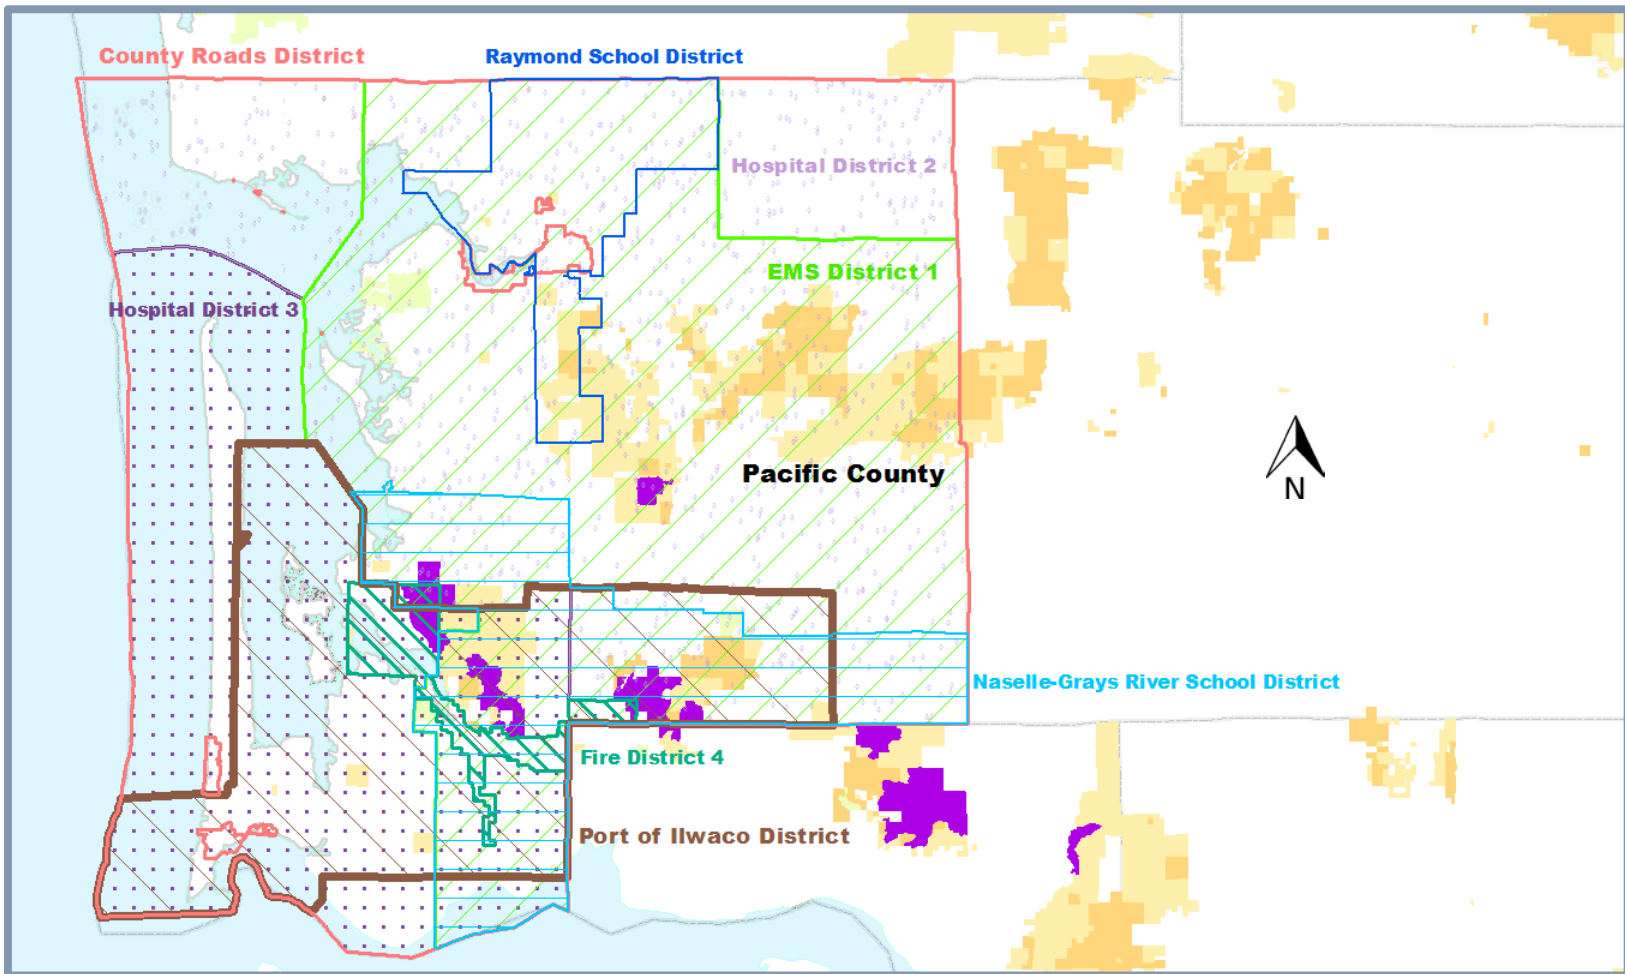 County Roads District
Raymond School District
Hospital District 2
EMS District 1
Hospital District 3
Pacific County
N
Naselle-Grays River School District
Fire District 4
Port of Ilwaco District